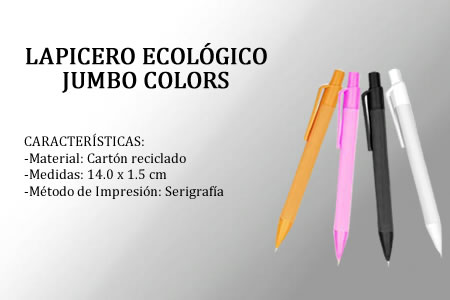 LAPICERO ECOLÓGICO
JUMBO COLORS
CARACTERÍSTICAS:
-Material: Cartón reciclado
-Medidas: 14.0 x 1.5 cm
-Método de Impresión: Serigrafía